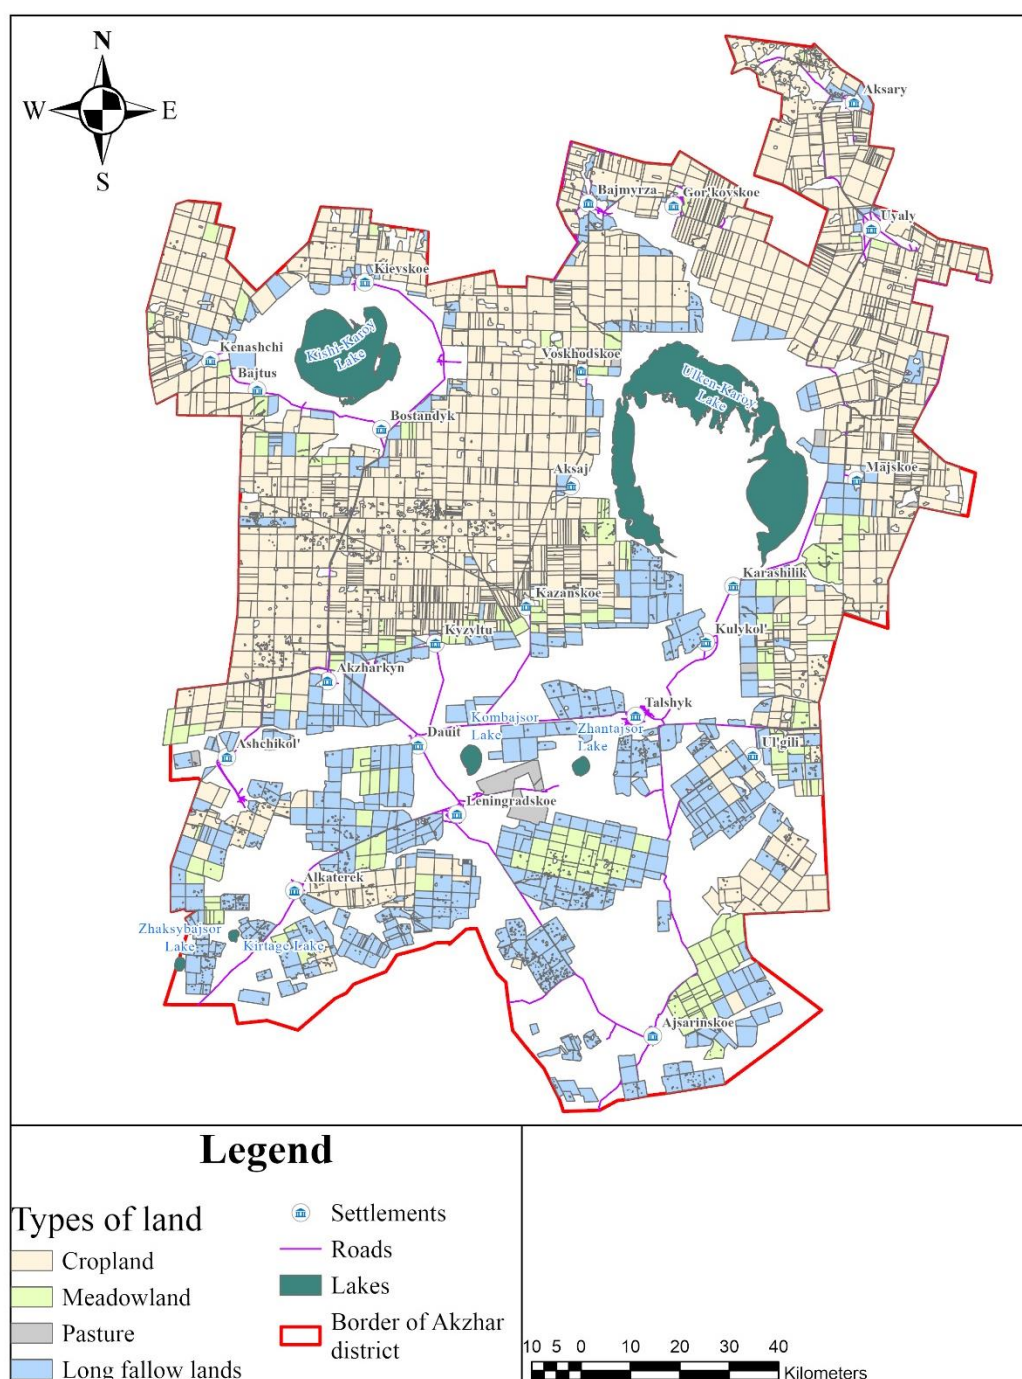 N
W
E
S
Aksary
Bajmyrza
Gor'kovskoe
Uyaly
Kievskoe
Kishi-Karoy
Lake
Kenashchi
Bajtus
Voskhodskoe
Ulken-Karoy
Lake
Bostandyk
Aksaj
Majskoe
Karashilik
Kazanskoe
Kyzyltu
Kulykol'
Akzharkyn
Talshyk
Kombajsor
Lake
Zhantajsor
Lake
Dauit
Ashchikol'
Ul'gili
Leningradskoe
Alkaterek
Zhaksybajsor
Lake
Kirtage Lake
Ajsarinskoe
Legend
Types of land
Cropland
Meadowland
Pasture
Long fallow lands
Settlements
Roads
Lakes
Border of Akzhar
district
10 5 0 10 20 30 40
Kilometers